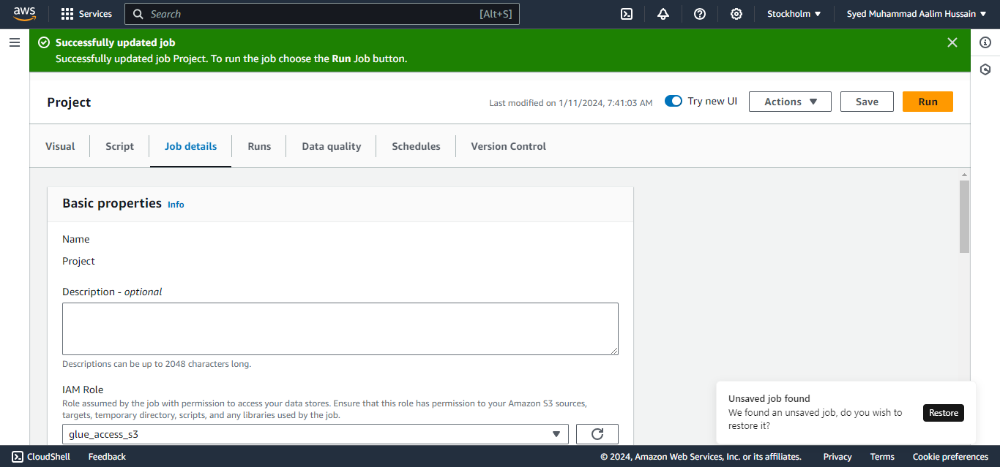 aws
Services
Search
[Alt+S]
Stockholm
Syed Muhammad Aalim Hussain
Successfully updated job
Successfully updated job Project. To run the job choose the Run Job button.
Project
Last modified on 1/11/2024, 7:41:03 AM
Try new UI
Actions
Save
Run
Visual
Script
Job details
Runs
Data quality
Schedules
Version Control
Basic properties
Info
Name
Project
Description - optional
Descriptions can be up to 2048 characters long.
IAM Role
Role assumed by the job with permission to access your data stores. Ensure that this role has permission to your Amazon S3 sources,
targets, temporary directory, scripts, and any libraries used by the job.
glue_access_s3
Unsaved job found
We found an unsaved job, do you wish to
restore it?
Restore
CloudShell
Feedback
© 2024, Amazon Web Services, Inc. or its affiliates.
Privacy
Terms
Cookie preferences